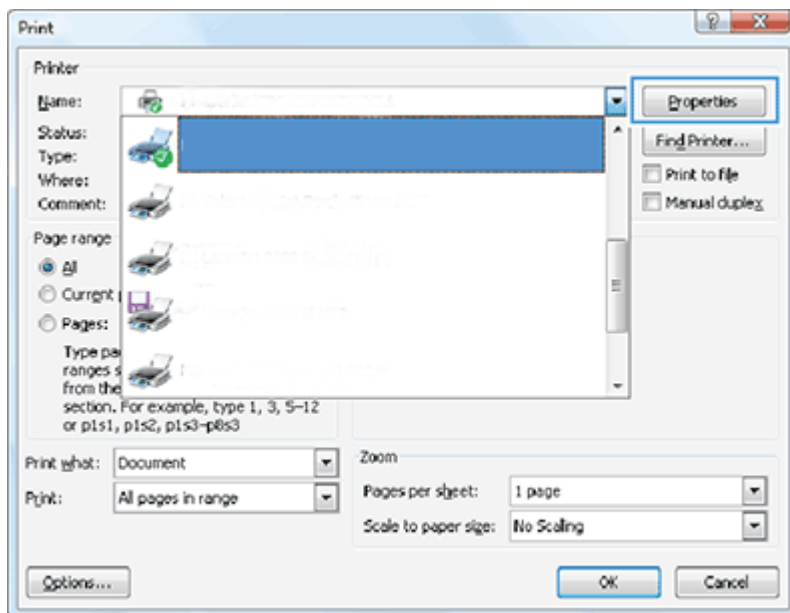 Print
Printer
Name:
Properties
Status:
Find Printer...
Type:
Print to file
Where:
Comment:
Manual duplex
Page range
All
Current
Pages:
Type
ranges
from the
section. For example, type 1, 3, 5–12
or p1s1, p1s2, p1s3–p8s3
Print what: Document
Print: All pages in range
Zoom
Pages per sheet: 1 page
Scale to paper size: No Scaling
Options...
OK
Cancel